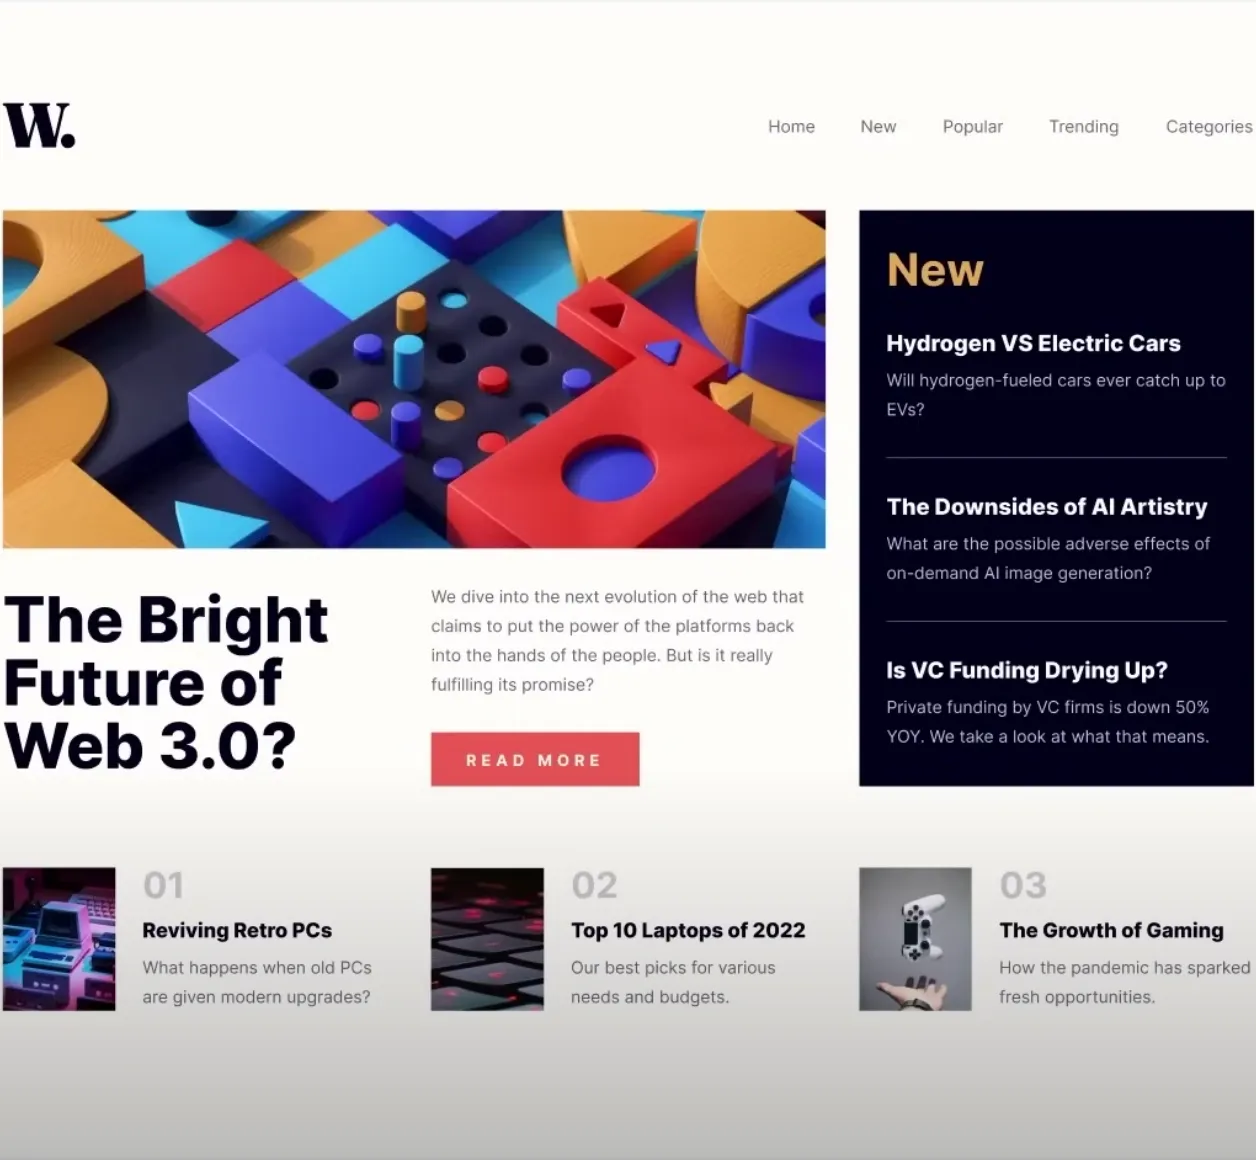 W.
Home
New
Popular
Trending
Categories
The Bright
Future of
Web 3.0?
We dive into the next evolution of the web that
claims to put the power of the platforms back
into the hands of the people. But is it really
fulfilling its promise?
READ MORE
New
Hydrogen VS Electric Cars
Will hydrogen-fueled cars ever catch up to
EVs?
The Downsides of AI Artistry
What are the possible adverse effects of
on-demand AI image generation?
Is VC Funding Drying Up?
Private funding by VC firms is down 50%
YOY. We take a look at what that means.
01
Reviving Retro PCs
What happens when old PCs
are given modern upgrades?
02
Top 10 Laptops of 2022
Our best picks for various
needs and budgets.
03
The Growth of Gaming
How the pandemic has sparked
fresh opportunities.